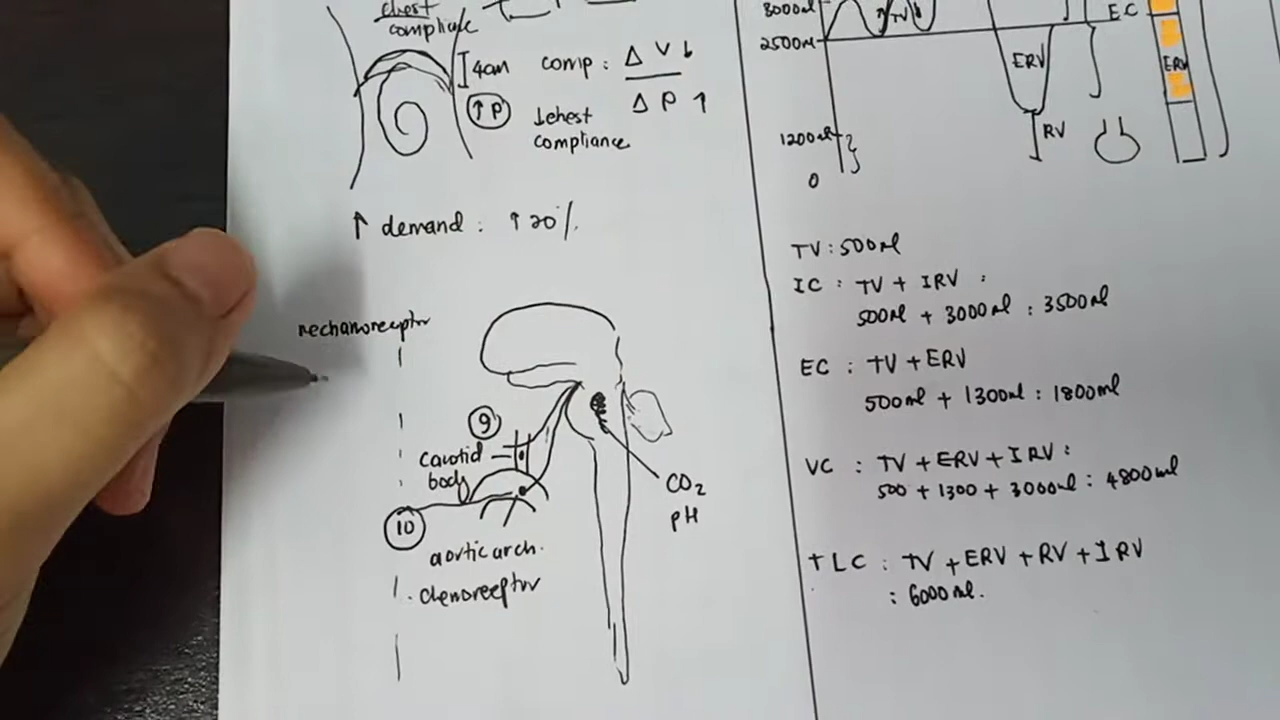 chest
compliance
I 4cm
comp : Δ V ↓
Δ P ↑
↑ P
↓ chest
compliance
↑ demand : ↑ 20%
mechanoreceptor
9
carotid
body
10
aortic arch.
chemoreceptor
CO2
pH
3000ml
TV
2500ml
EC
ERV
ERV
RV
1200ml
0
TV : 500ml
IC : TV + IRV :
500ml + 3000ml : 3500ml
EC : TV + ERV
500ml + 1300ml : 1800ml
VC : TV + ERV + IRV :
500 + 1300 + 3000ml : 4800ml
TLC : TV + ERV + RV + IRV
: 6000ml.